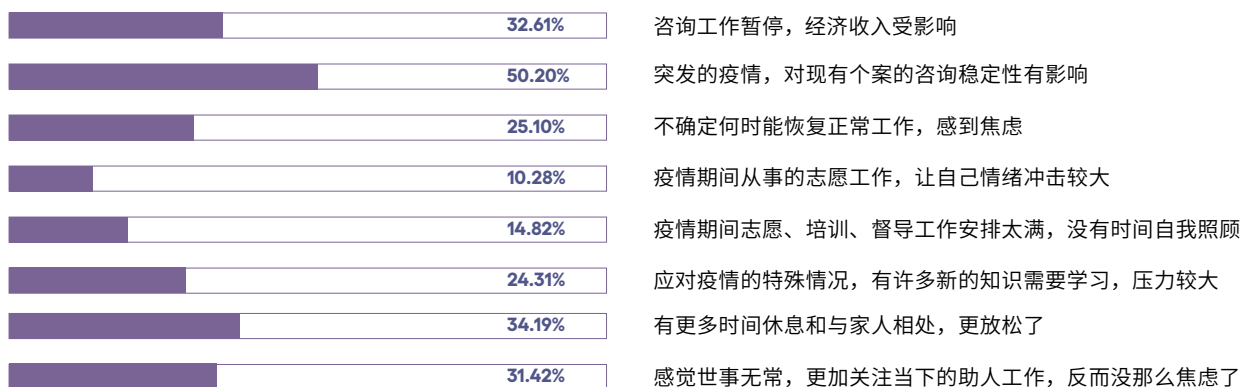 32.61% 咨询工作暂停，经济收入受影响
50.20% 突发的疫情，对现有个案的咨询稳定性有影响
25.10% 不确定何时能恢复正常工作，感到焦虑
10.28% 疫情期间从事的志愿工作，让自己情绪冲击较大
14.82% 疫情期间志愿、培训、督导工作安排太满，没有时间自我照顾
24.31% 应对疫情的特殊情况，有许多新的知识需要学习，压力较大
34.19% 有更多时间休息和与家人相处，更放松了
31.42% 感觉世事无常，更加关注当下的助人工作，反而没那么焦虑了